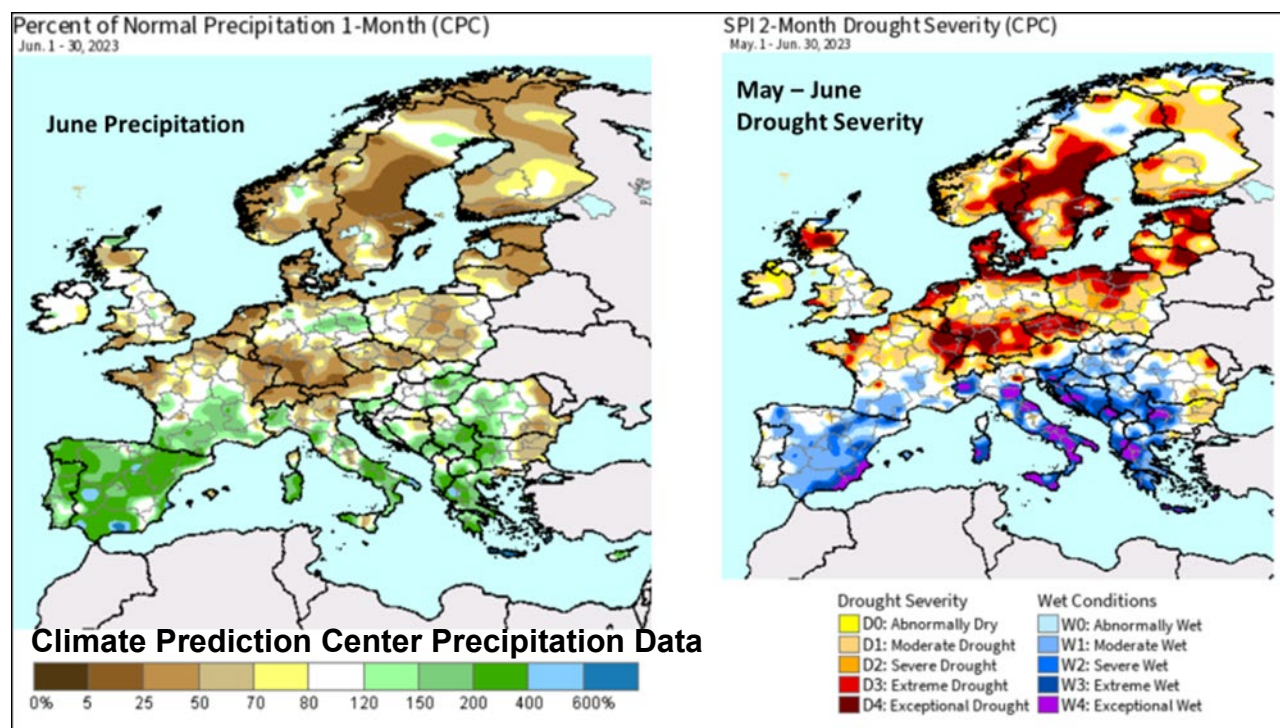 Percent of Normal Precipitation 1-Month (CPC)
Jun. 1 - 30, 2023
June Precipitation
Climate Prediction Center Precipitation Data
0% 5 25 50 70 80 120 150 200 400 600%
SPI 2-Month Drought Severity (CPC)
May. 1 - Jun. 30, 2023
May – June
Drought Severity
Drought Severity
D0: Abnormally Dry
D1: Moderate Drought
D2: Severe Drought
D3: Extreme Drought
D4: Exceptional Drought
Wet Conditions
W0: Abnormally Wet
W1: Moderate Wet
W2: Severe Wet
W3: Extreme Wet
W4: Exceptional Wet